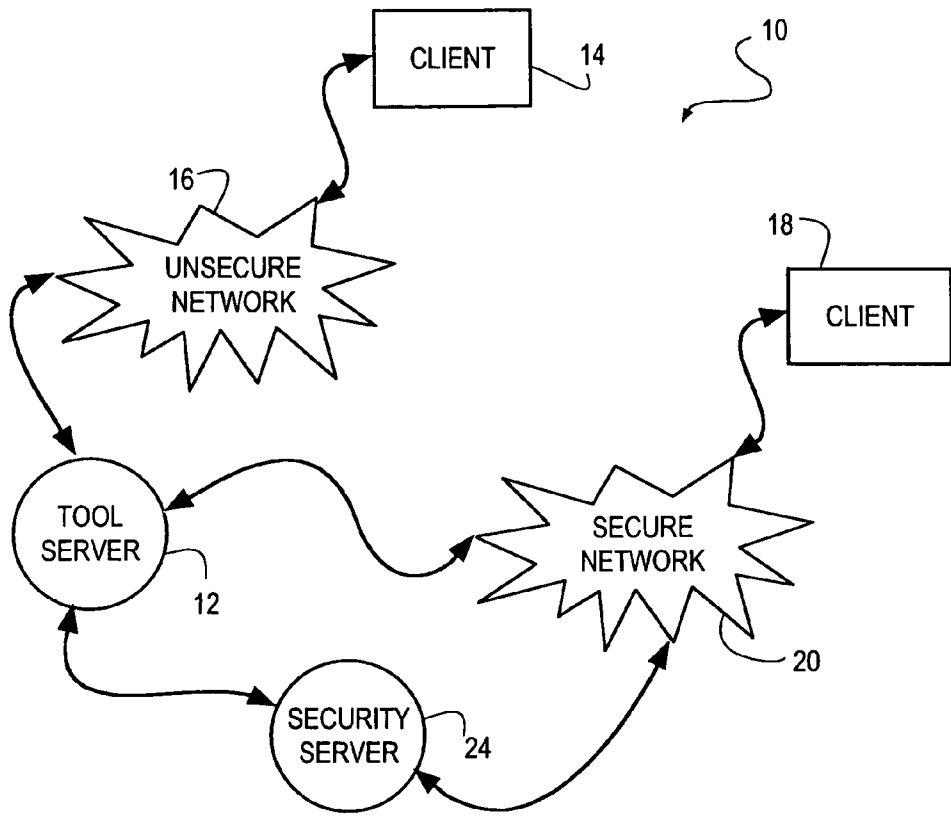 CLIENT
14
10
16
UNSECURE
NETWORK
18
CLIENT
TOOL
SERVER
12
SECURE
NETWORK
20
SECURITY
SERVER
24